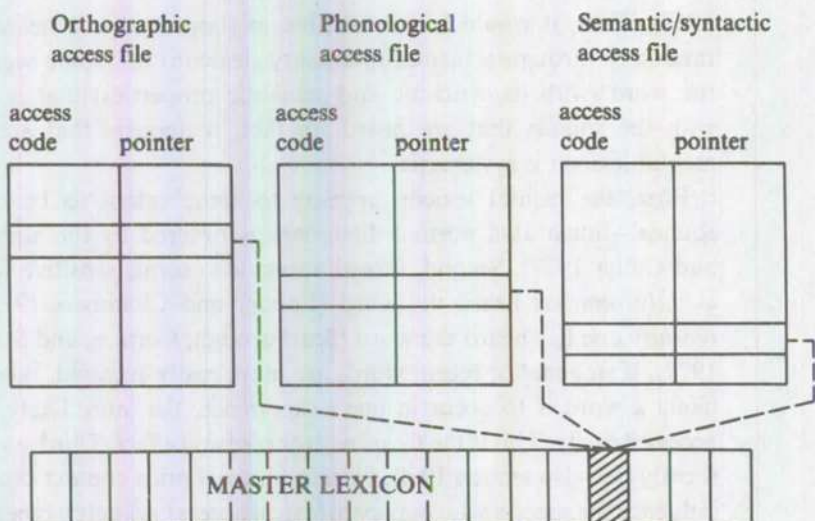 Orthographic
access file
Phonological
access file
Semantic/syntactic
access file
access
code pointer
access
code pointer
access
code pointer
MASTER LEXICON